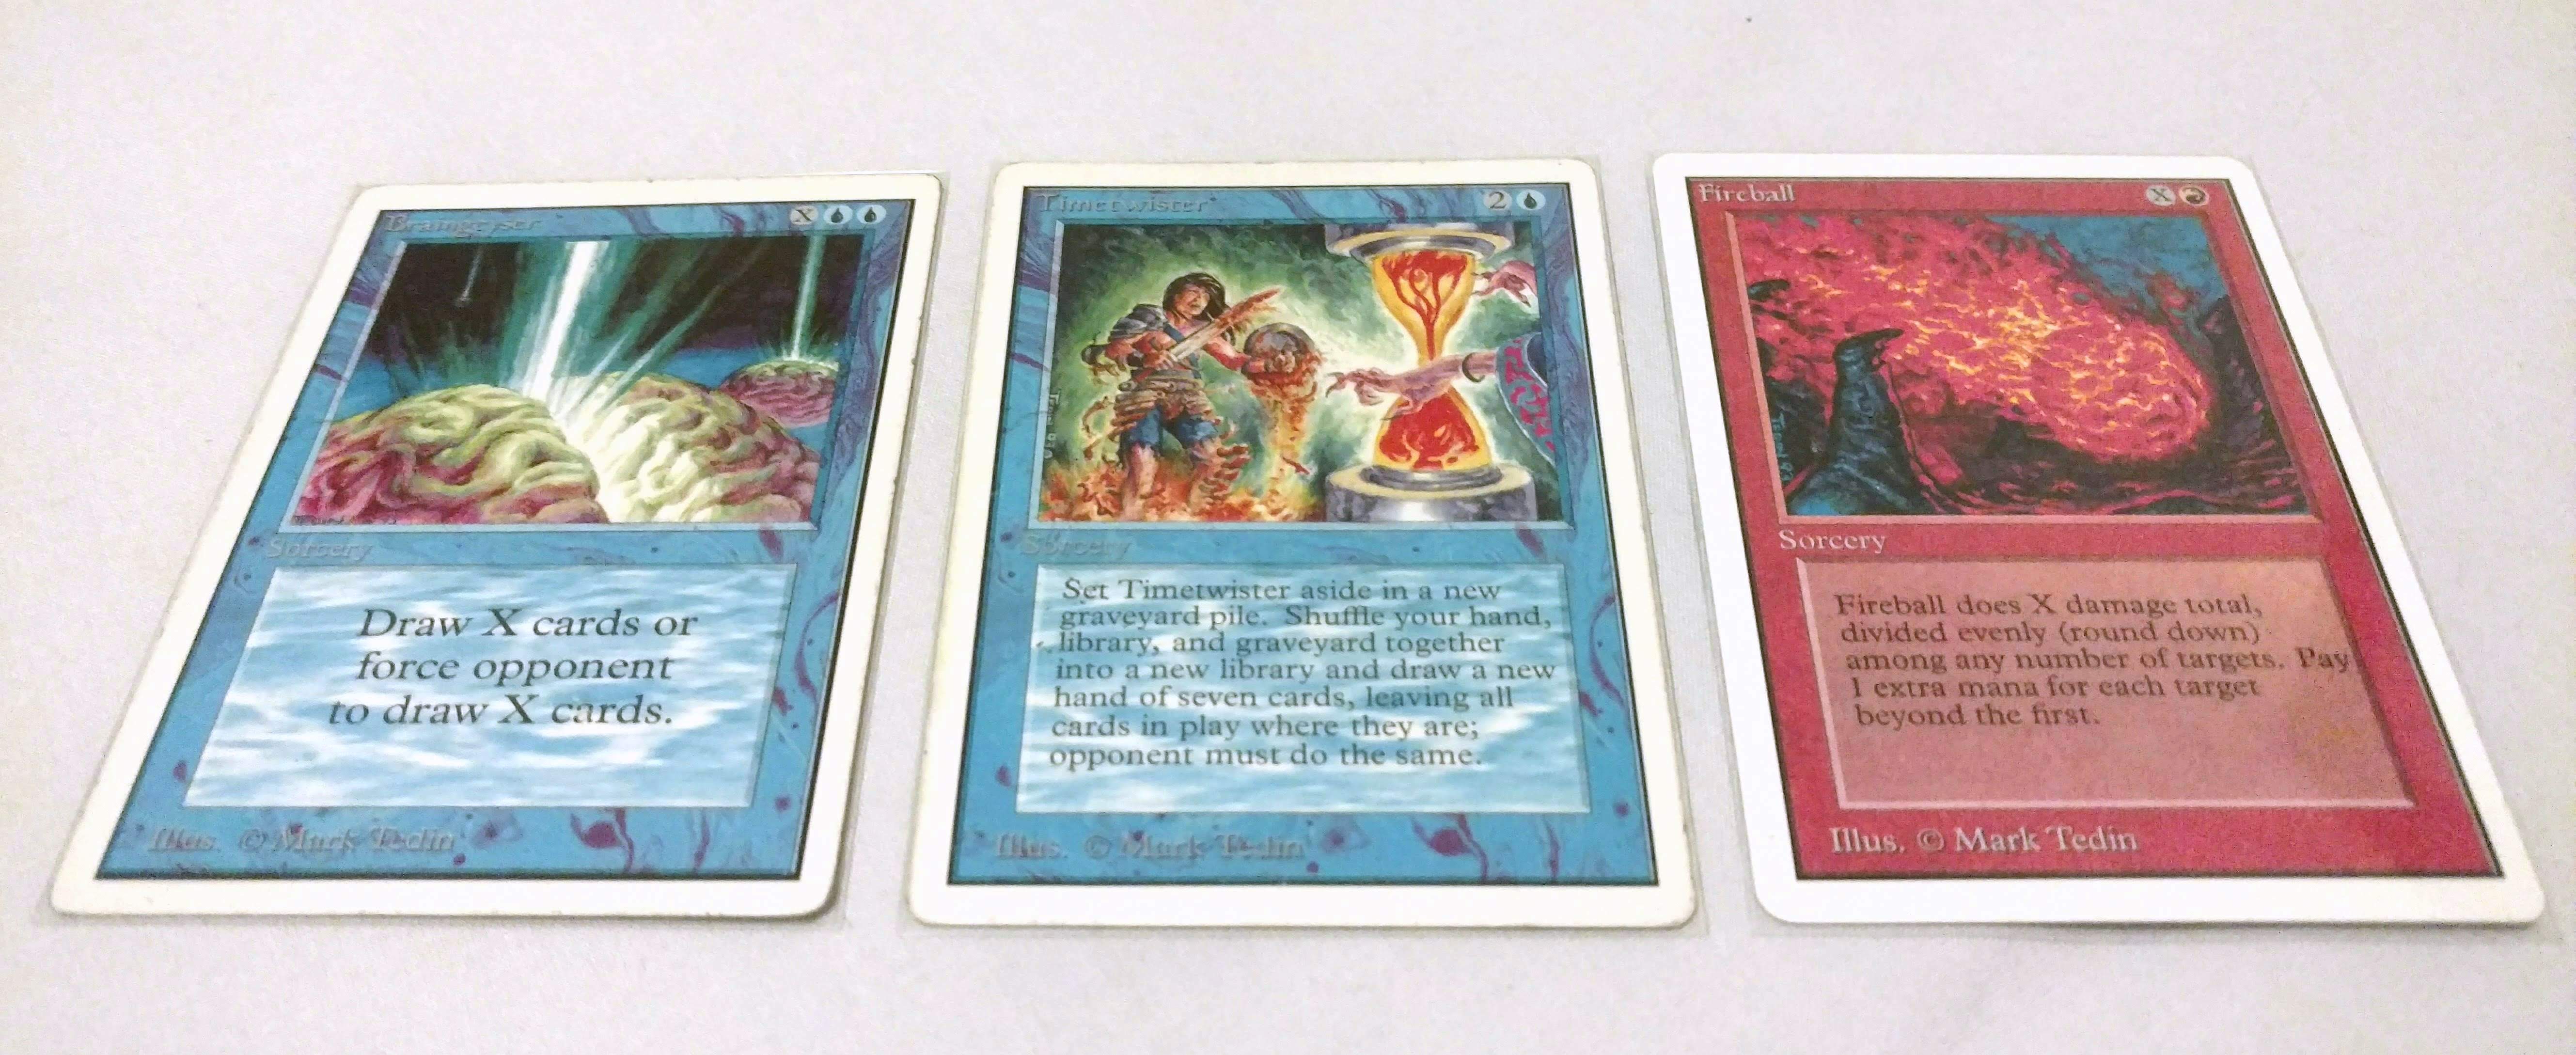 Braingeyser
X
Sorcery
Draw X cards or
force opponent
to draw X cards.
Illus. © Mark Tedin
Timetwister
2
Sorcery
Set Timetwister aside in a new
graveyard pile. Shuffle your hand,
library, and graveyard together
into a new library and draw a new
hand of seven cards, leaving all
cards in play where they are;
opponent must do the same.
Illus. © Mark Tedin
Fireball
X
Sorcery
Fireball does X damage total,
divided evenly (round down)
among any number of targets. Pay
1 extra mana for each target
beyond the first.
Illus. © Mark Tedin